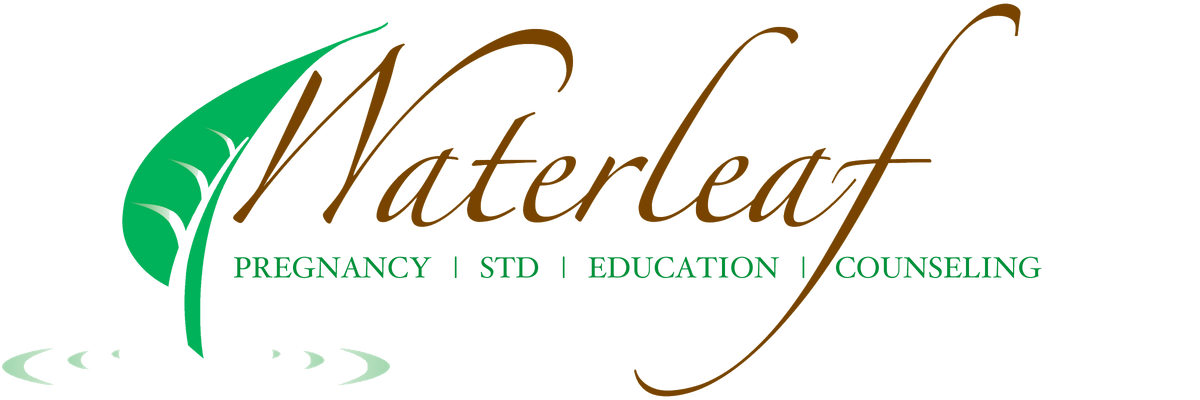 Waterleaf
PREGNANCY | STD | EDUCATION | COUNSELING